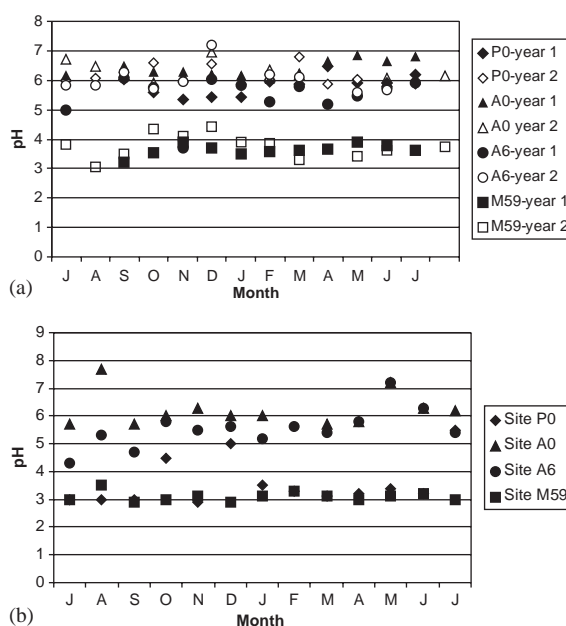 8
7
6
5
4
3
2
1
0
pH
J A S O N D J F M A M J J
Month
(a)
P0-year 1
P0-year 2
A0-year 1
A0 year 2
A6-year 1
A6-year 2
M59-year 1
M59-year 2
9
8
7
6
5
4
3
2
1
0
pH
J A S O N D J F M A M J J
Month
(b)
Site P0
Site A0
Site A6
Site M59